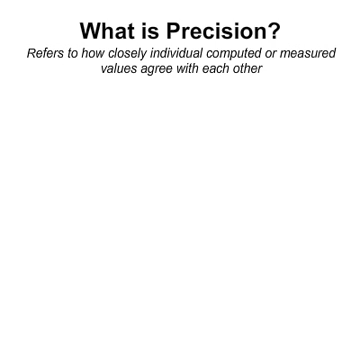 What is Precision?
Refers to how closely individual computed or measured
values agree with each other